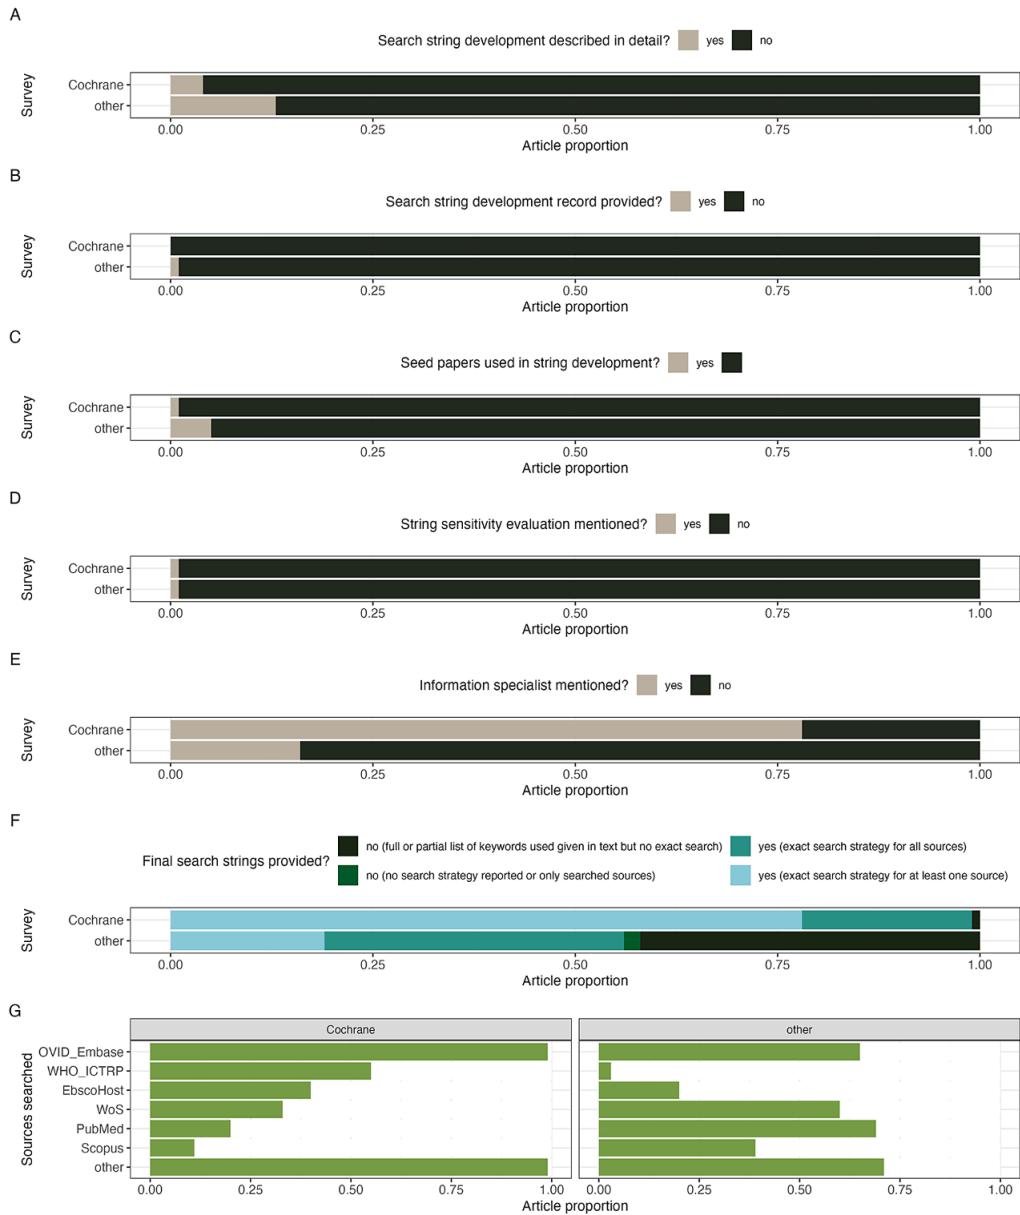 A
Search string development described in detail? yes no
Survey
Cochrane
other
0.00 0.25 0.50 0.75 1.00
Article proportion
B
Search string development record provided? yes no
Survey
Cochrane
other
0.00 0.25 0.50 0.75 1.00
Article proportion
C
Seed papers used in string development? yes
Survey
Cochrane
other
0.00 0.25 0.50 0.75 1.00
Article proportion
D
String sensitivity evaluation mentioned? yes no
Survey
Cochrane
other
0.00 0.25 0.50 0.75 1.00
Article proportion
E
Information specialist mentioned? yes no
Survey
Cochrane
other
0.00 0.25 0.50 0.75 1.00
Article proportion
F
Final search strings provided?
no (full or partial list of keywords used given in text but no exact search) yes (exact search strategy for all sources)
no (no search strategy reported or only searched sources) yes (exact search strategy for at least one source)
Survey
Cochrane
other
0.00 0.25 0.50 0.75 1.00
Article proportion
G
Cochrane other
Sources searched
OVID_Embase
WHO_ICTRP
EbscoHost
WoS
PubMed
Scopus
other
0.00 0.25 0.50 0.75 1.00 0.00 0.25 0.50 0.75 1.00
Article proportion